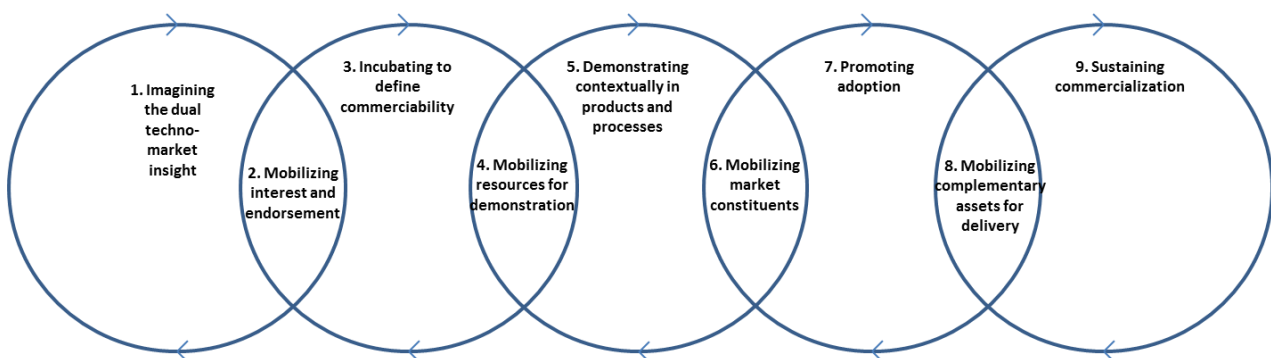 1. Imagining
the dual
techno-
market
insight
2. Mobilizing
interest and
endorsement
3. Incubating to
define commerciability
4. Mobilizing
resources for
demonstration
5. Demonstrating
contextually in
products and
processes
6. Mobilizing
market
constituents
7. Promoting
adoption
8. Mobilizing
complementary
assets for
delivery
9. Sustaining
commercialization